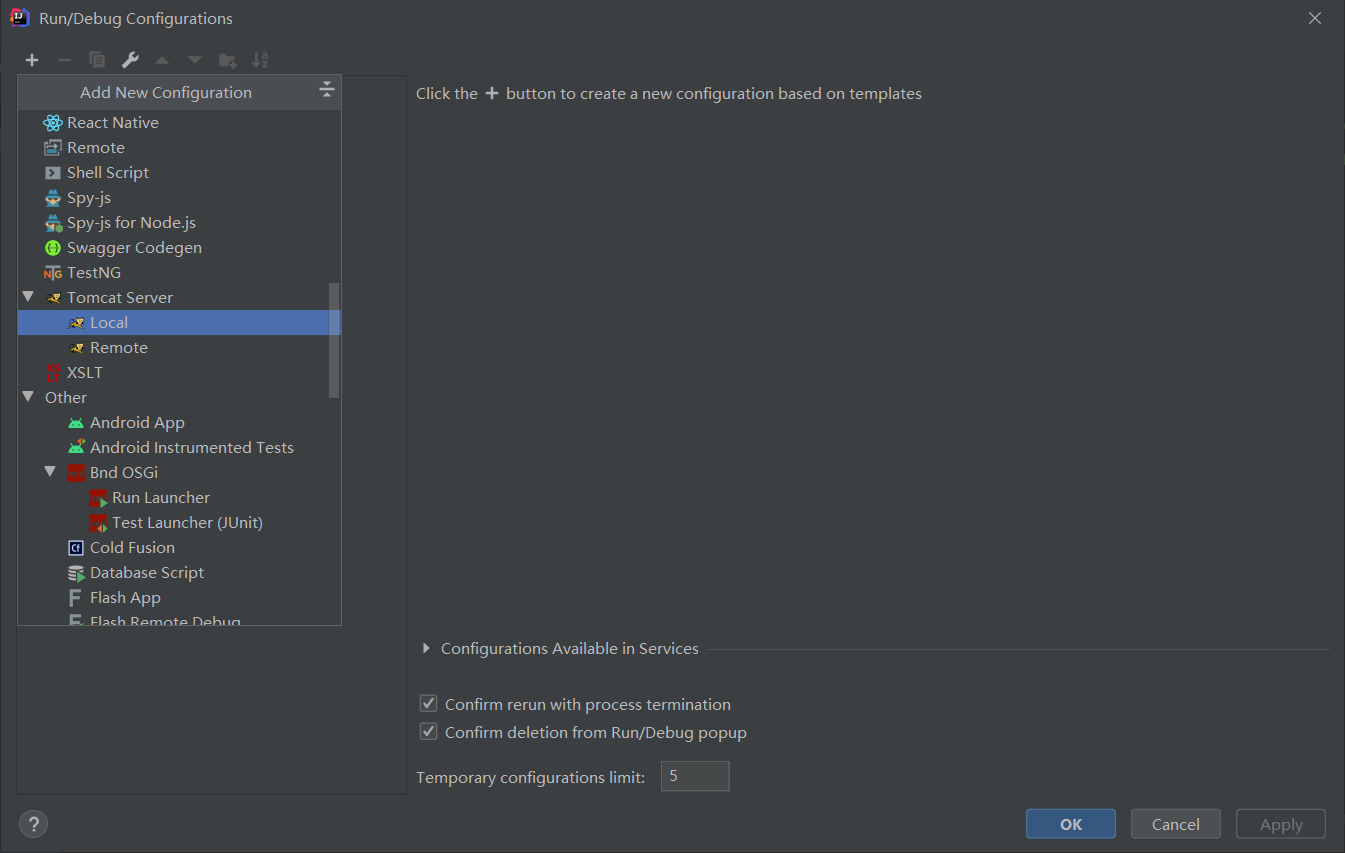 Run/Debug Configurations
Add New Configuration
Click the + button to create a new configuration based on templates
React Native
Remote
Shell Script
Spy-js
Spy-js for Node.js
Swagger Codegen
TestNG
Tomcat Server
Local
Remote
XSLT
Other
Android App
Android Instrumented Tests
Bnd OSGi
Run Launcher
Test Launcher (JUnit)
Cold Fusion
Database Script
Flash App
Flash Remote Debug
Configurations Available in Services
Confirm rerun with process termination
Confirm deletion from Run/Debug popup
Temporary configurations limit: 5
? OK Cancel Apply